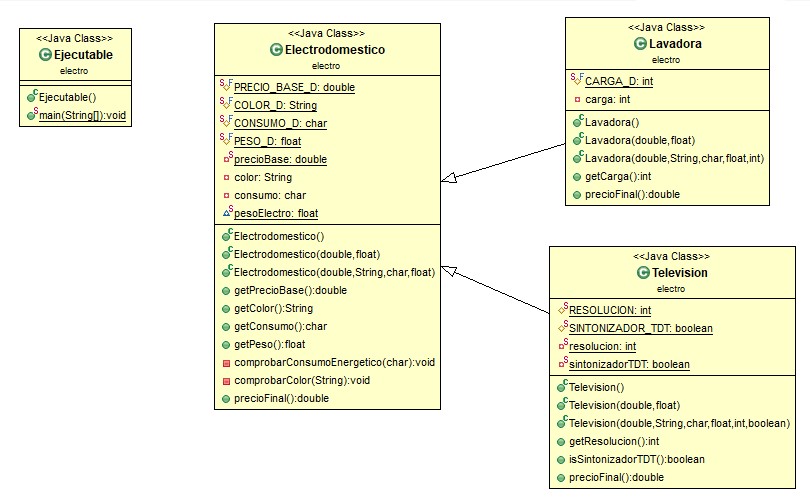 <<Java Class>>
Ejecutable
electro
Ejecutable()
main(String[]):void
<<Java Class>>
Electrodomestico
electro
PRECIO_BASE_D: double
COLOR_D: String
CONSUMO_D: char
PESO_D: float
precioBase: double
color: String
consumo: char
pesoElectro: float
Electrodomestico()
Electrodomestico(double,float)
Electrodomestico(double,String,char,float)
getPrecioBase():double
getColor():String
getConsumo():char
getPeso():float
comprobarConsumoEnergetico(char):void
comprobarColor(String):void
precioFinal():double
<<Java Class>>
Lavadora
electro
CARGA_D: int
carga: int
Lavadora()
Lavadora(double,float)
Lavadora(double,String,char,float,int)
getCarga():int
precioFinal():double
<<Java Class>>
Television
electro
RESOLUCION: int
SINTONIZADOR_TDT: boolean
resolucion: int
sintonizadorTDT: boolean
Television()
Television(double,float)
Television(double,String,char,float,int,boolean)
getResolucion():int
isSintonizadorTDT():boolean
precioFinal():double